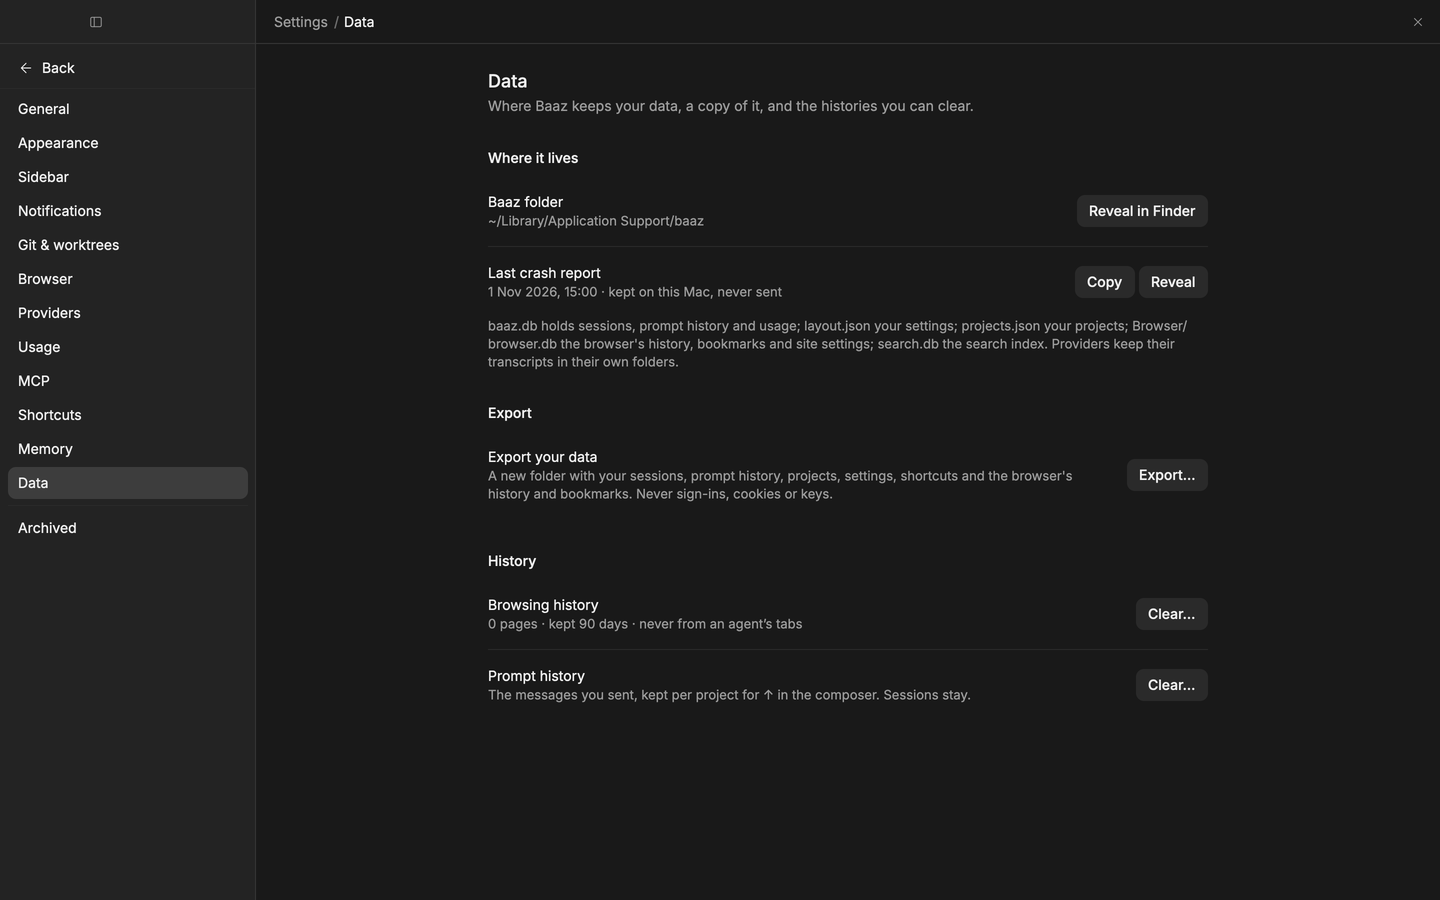 Settings / Data
Back
General
Appearance
Sidebar
Notifications
Git & worktrees
Browser
Providers
Usage
MCP
Shortcuts
Memory
Data
Archived
Data
Where Baaz keeps your data, a copy of it, and the histories you can clear.
Where it lives
Baaz folder
~/Library/Application Support/baaz
Reveal in Finder
Last crash report
1 Nov 2026, 15:00 · kept on this Mac, never sent
Copy
Reveal
baaz.db holds sessions, prompt history and usage; layout.json your settings; projects.json your projects; Browser/
browser.db the browser's history, bookmarks and site settings; search.db the search index. Providers keep their
transcripts in their own folders.
Export
Export your data
A new folder with your sessions, prompt history, projects, settings, shortcuts and the browser's
history and bookmarks. Never sign-ins, cookies or keys.
Export...
History
Browsing history
0 pages · kept 90 days · never from an agent’s tabs
Clear...
Prompt history
The messages you sent, kept per project for ↑ in the composer. Sessions stay.
Clear...